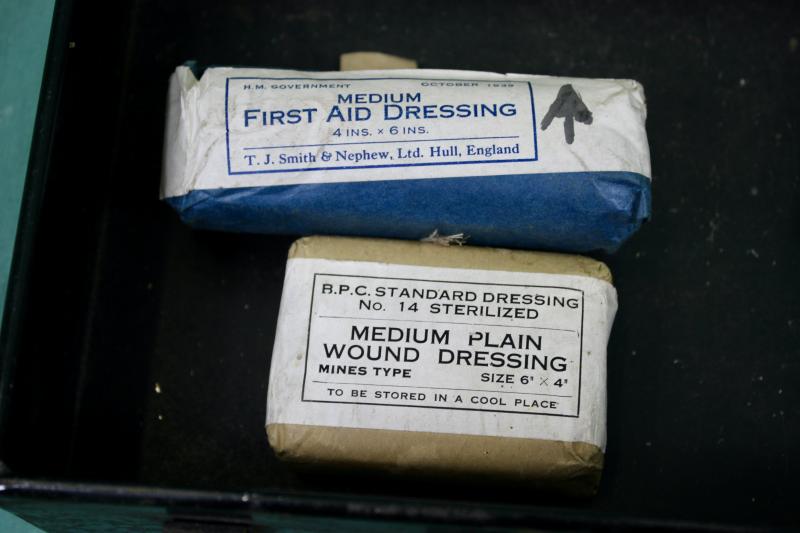 H.M. GOVERNMENT OCTOBER 1939
MEDIUM
FIRST AID DRESSING
4 INS. × 6 INS.
T. J. Smith & Nephew, Ltd. Hull, England
B.P.C. STANDARD DRESSING
No. 14 STERILIZED
MEDIUM PLAIN
WOUND DRESSING
MINES TYPE SIZE 6" × 4"
TO BE STORED IN A COOL PLACE